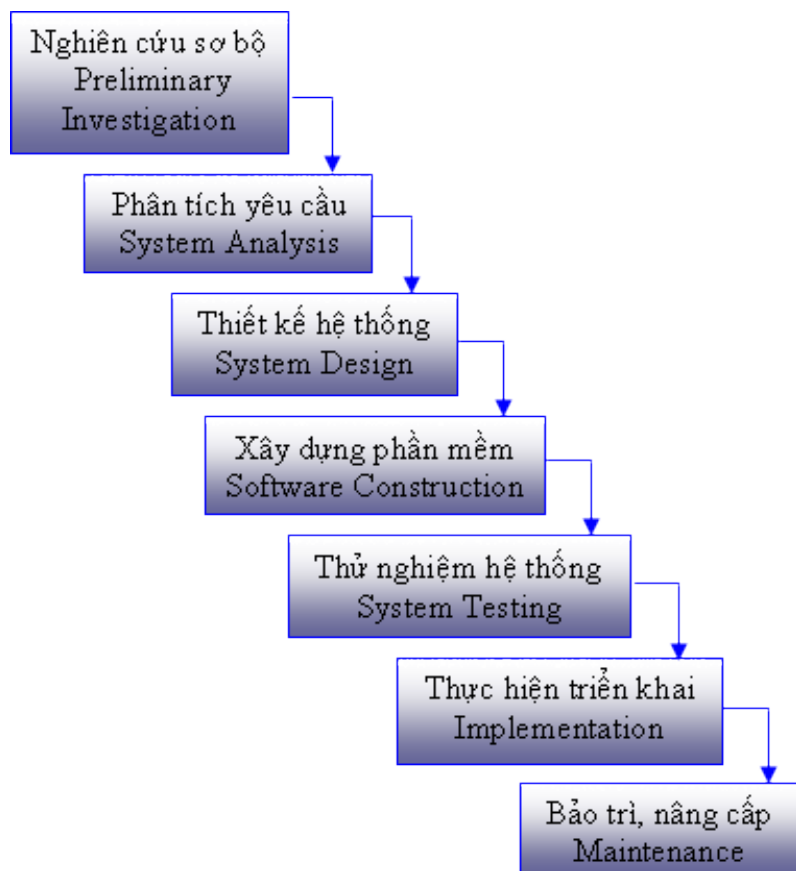 Nghiên cứu sơ bộ
Preliminary
Investigation
Phân tích yêu cầu
System Analysis
Thiết kế hệ thống
System Design
Xây dựng phần mềm
Software Construction
Thử nghiệm hệ thống
System Testing
Thực hiện triển khai
Implementation
Bảo trì, nâng cấp
Maintenance